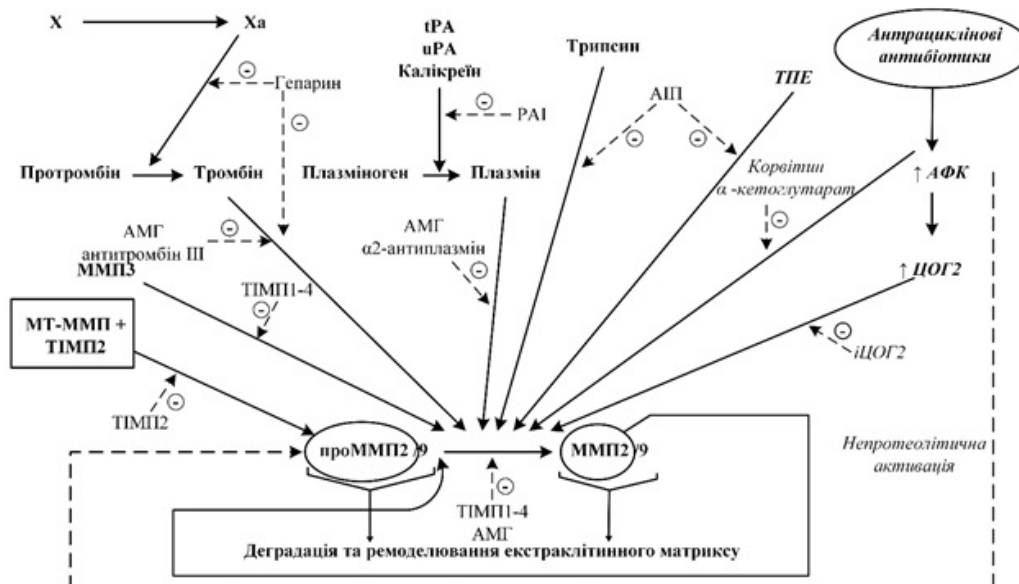 X
Xa
tPA
uPA
Калікреїн
Трипсин
ТПЕ
Антрациклінові
антибіотики
Гепарин
PAI
АІП
Протромбін
Тромбін
Плазміноген
Плазмін
Корвітин
α -кетоглутарат
↑ АФК
АМГ
антитромбін III
АМГ
α2-антиплазмін
ММП3
ТІМП1-4
↑ ЦОГ2
МТ-ММП +
ТІМП2
іЦОГ2
ТІМП2
проММП2/9
ММП2/9
Непротеолітична
активація
ТІМП1-4
АМГ
Деградація та ремоделювання екстраклітинного матриксу